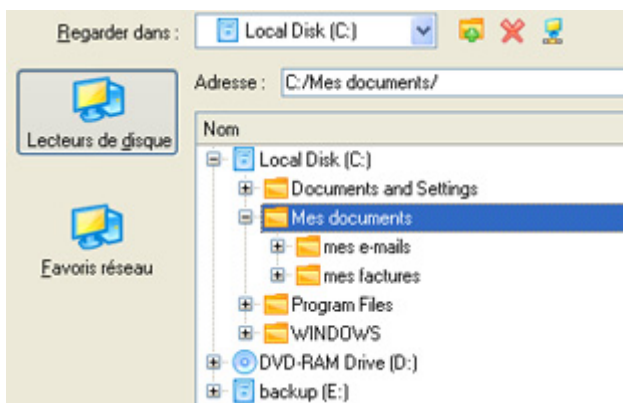 Regarder dans : Local Disk (C:)
Adresse : C:/Mes documents/
Lecteurs de disque
Favoris réseau
Nom
Local Disk (C:)
Documents and Settings
Mes documents
mes e-mails
mes factures
Program Files
WINDOWS
DVD-RAM Drive (D:)
backup (E:)